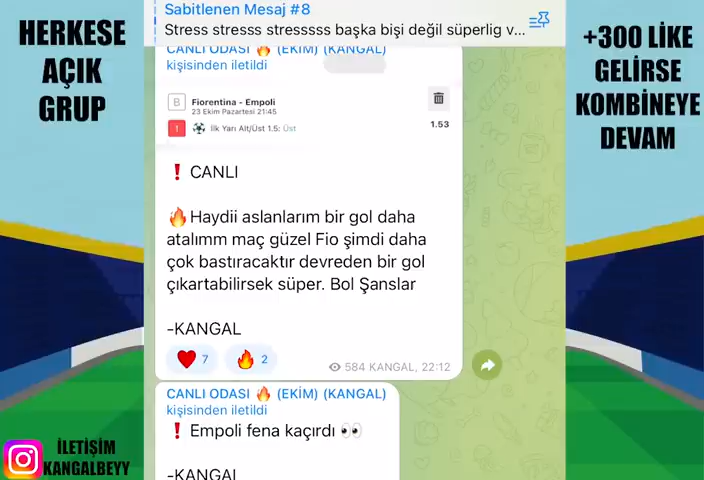 HERKESE
AÇIK
GRUP
Sabitlenen Mesaj #8
Stress stresss stresssss başka bişi değil süperlig v...
CANLI ODASI 🔥 (EKİM) (KANGAL)
kişisinden iletildi
B Fiorentina - Empoli
23 Ekim Pazartesi 21:45
! ⚽ İlk Yarı Alt/Üst 1.5: Üst 1.53
❗ CANLI
🔥Haydii aslanlarım bir gol daha
atalımm maç güzel Fio şimdi daha
çok bastıracaktır devreden bir gol
çıkartabilirsek süper. Bol Şanslar
-KANGAL
❤️ 7 🔥 2 584 KANGAL, 22:12
CANLI ODASI 🔥 (EKİM) (KANGAL)
kişisinden iletildi
❗ Empoli fena kaçırdı 👀
-KANGAL
+300 LİKE
GELİRSE
KOMBİNEYE
DEVAM
İLETİŞİM
KANGALBEYY